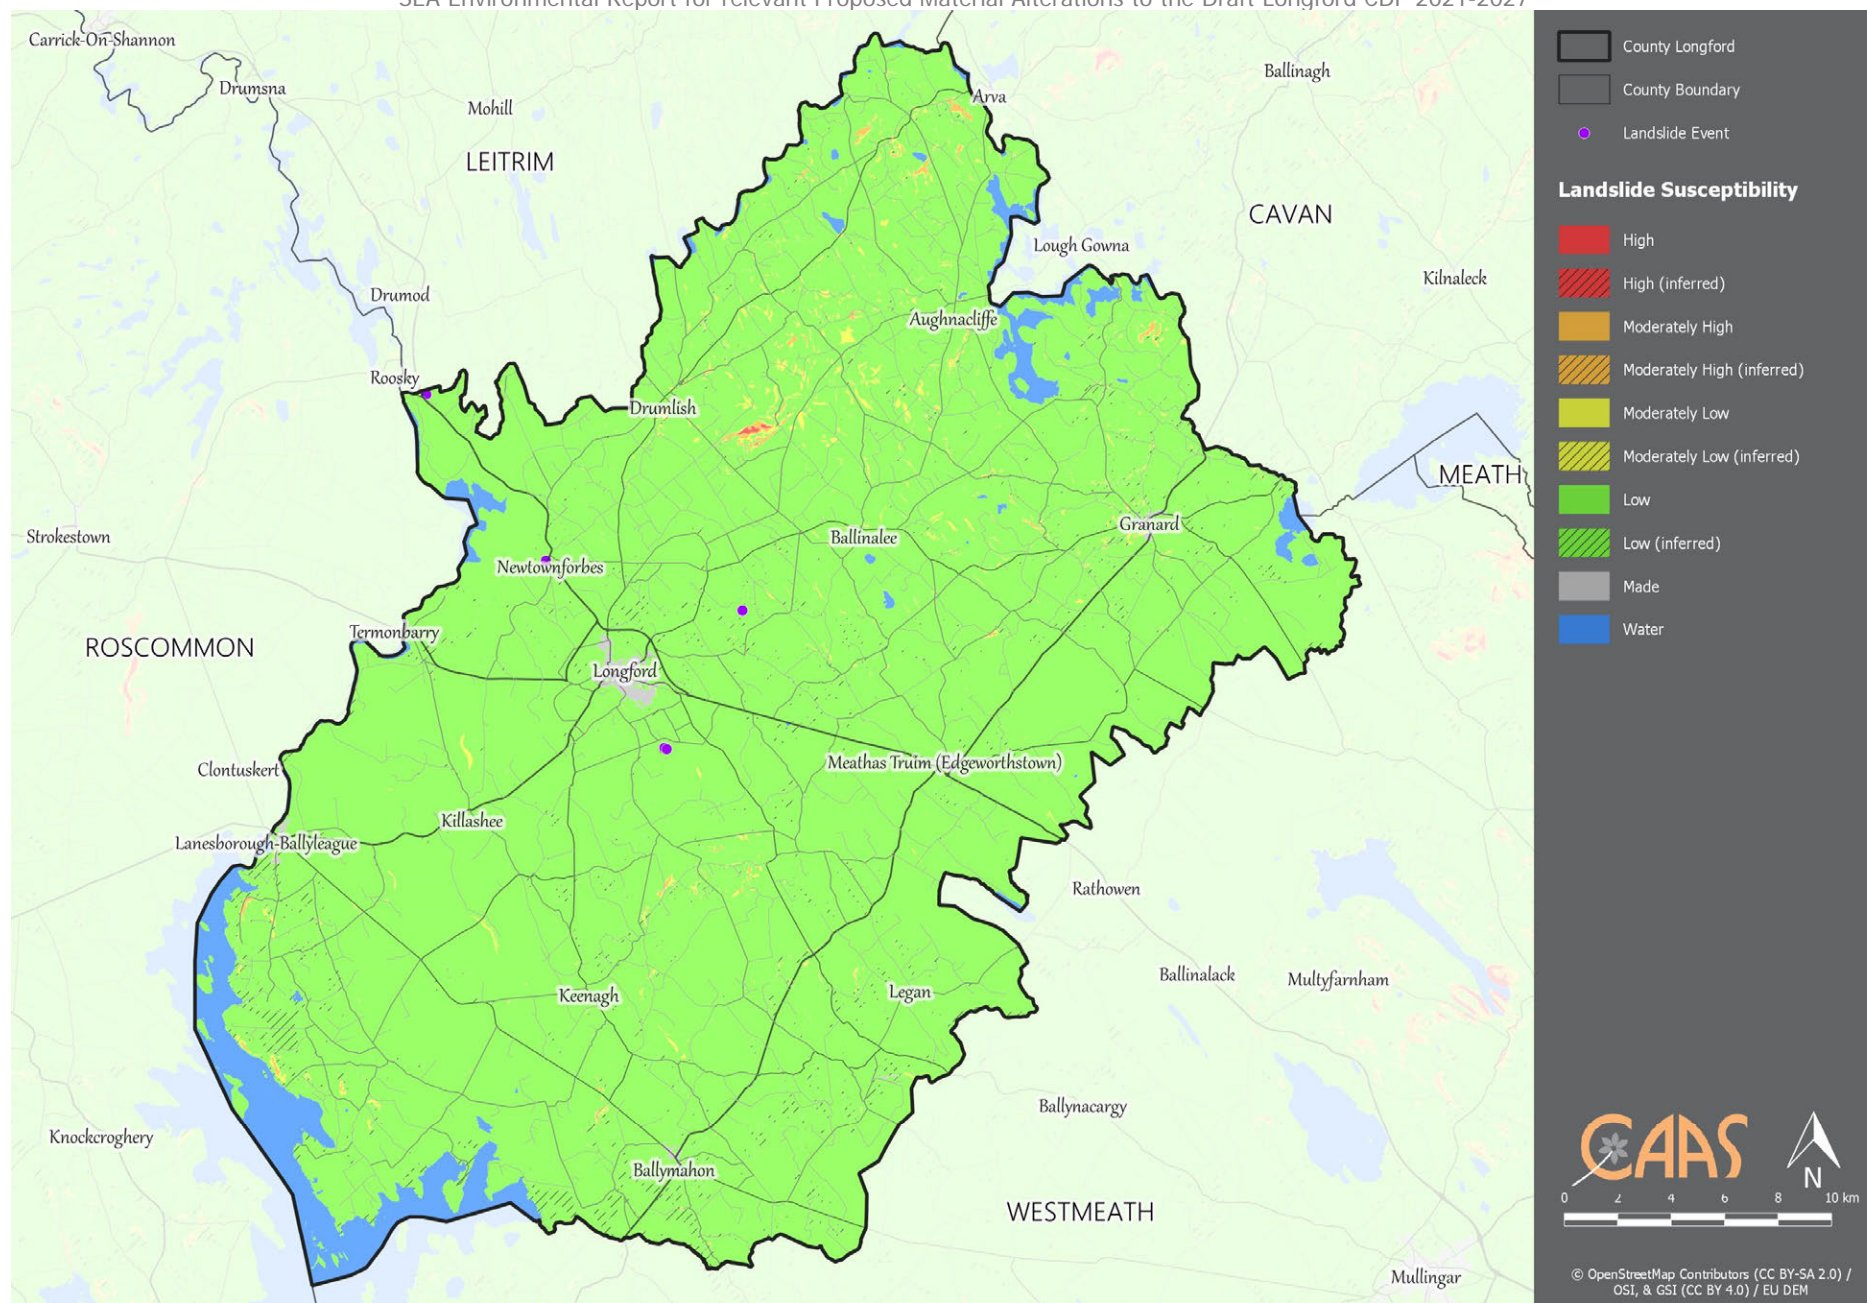 SEA Environmental Report for relevant Proposed Material Alterations to the Draft Longford CDP 2021-2027
Carrick-On-Shannon
Drumsna
Mohill
LEITRIM
Arva
Ballinagh
CAVAN
Lough Gowna
Kilnaleck
Drumod
Aughnacliffe
Roosky
Drumlish
MEATH
Strokestown
Granard
Ballinalee
Newtownforbes
ROSCOMMON
Termonbarry
Longford
Clontuskert
Meathas Truim (Edgeworthstown)
Killashee
Lanesborough-Ballyleague
Rathowen
Ballinalack
Multyfarnham
Keenagh
Legan
Ballynacargy
Knockcroghery
Ballymahon
WESTMEATH
Mullingar
County Longford
County Boundary
Landslide Event
Landslide Susceptibility
High
High (inferred)
Moderately High
Moderately High (inferred)
Moderately Low
Moderately Low (inferred)
Low
Low (inferred)
Made
Water
CAAS
N
0 2 4 6 8 10 km
© OpenStreetMap Contributors (CC BY-SA 2.0) /
OSI, & GSI (CC BY 4.0) / EU DEM